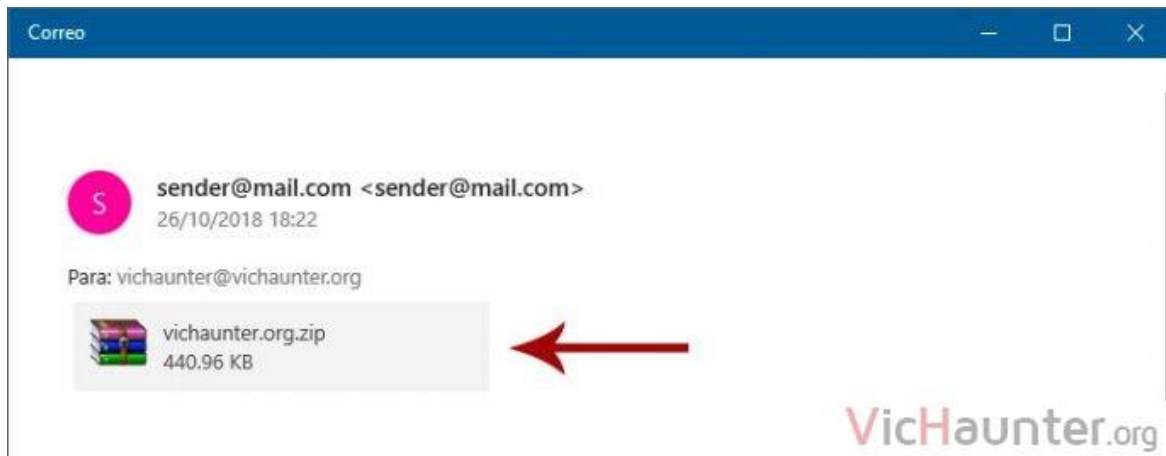 Correo
S
sender@mail.com <sender@mail.com>
26/10/2018 18:22
Para: vichaunter@vichaunter.org
vichaunter.org.zip
440.96 KB
VicHaunter.org